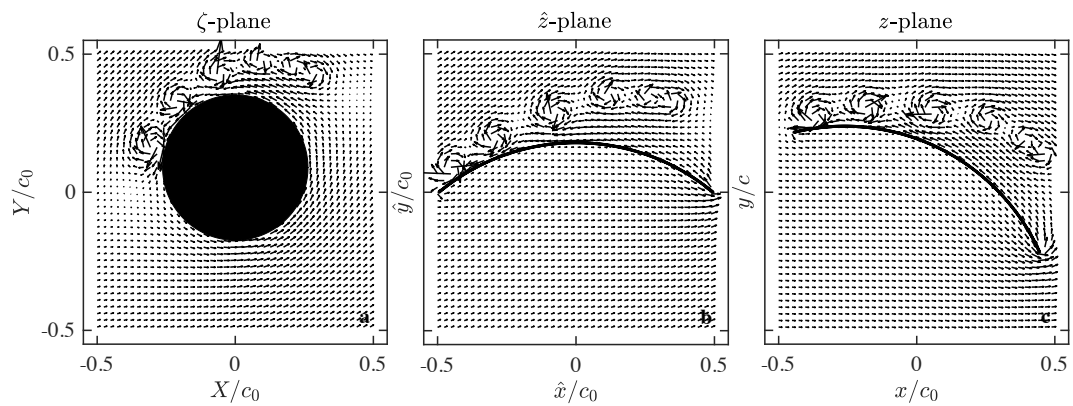 ζ-plane
0.5
Y/c₀
0
-0.5
a
-0.5 0 0.5
X/c₀
ẑ-plane
ŷ/c₀
b
-0.5 0 0.5
x̂/c₀
z-plane
y/c
c
-0.5 0 0.5
x/c₀